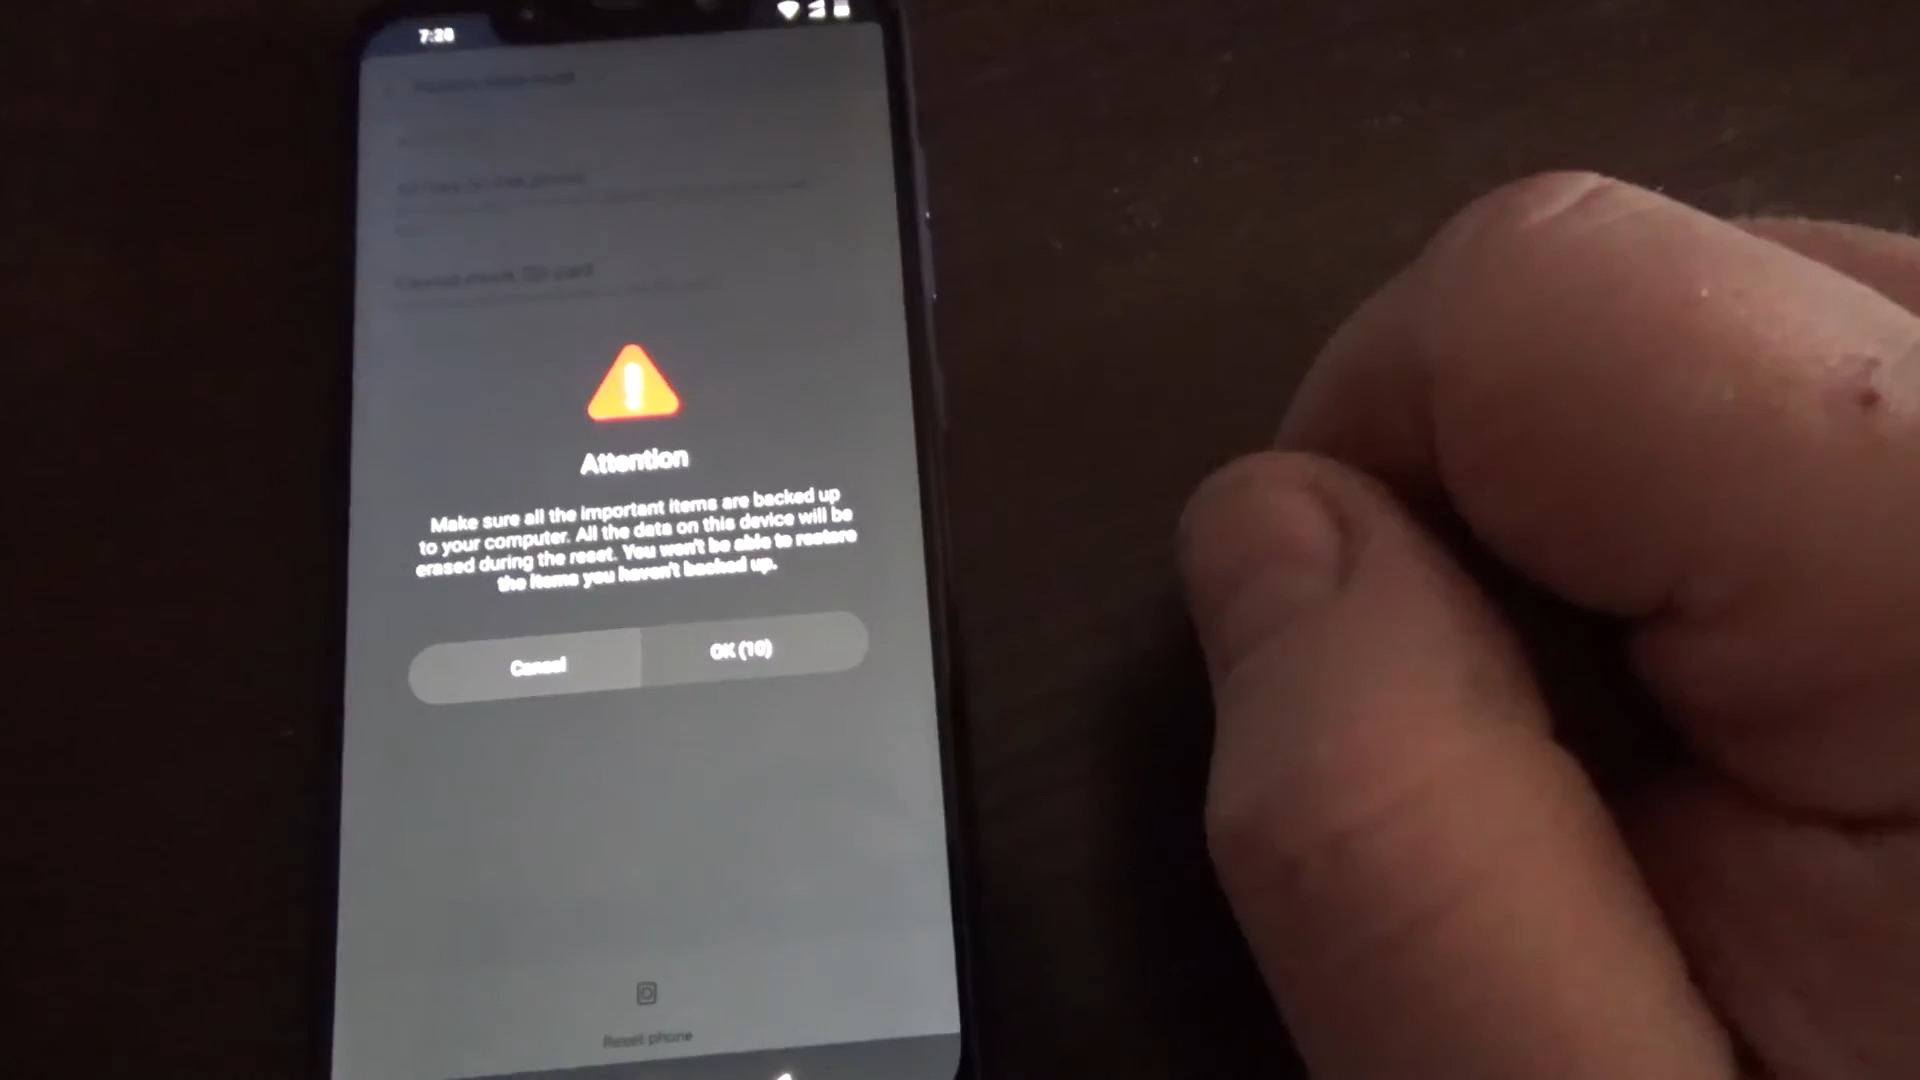 7:26
Attention
Make sure all the important items are backed up
to your computer. All the data on this device will be
erased during the reset. You won't be able to restore
the items you haven't backed up.
Cancel
OK (10)
Reset phone